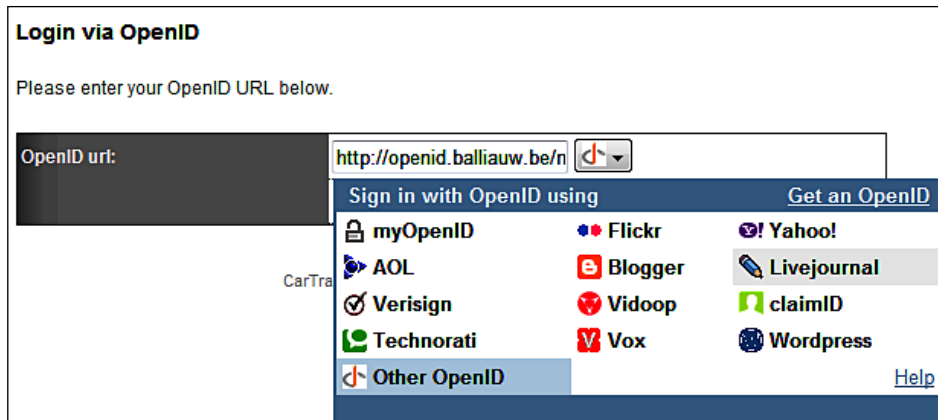 Login via OpenID
Please enter your OpenID URL below.
OpenID url: http://openid.balliauw.be/n
Sign in with OpenID using Get an OpenID
myOpenID Flickr Yahoo!
AOL Blogger Livejournal
CarTra
Verisign Vidoop claimID
Technorati Vox Wordpress
Other OpenID Help